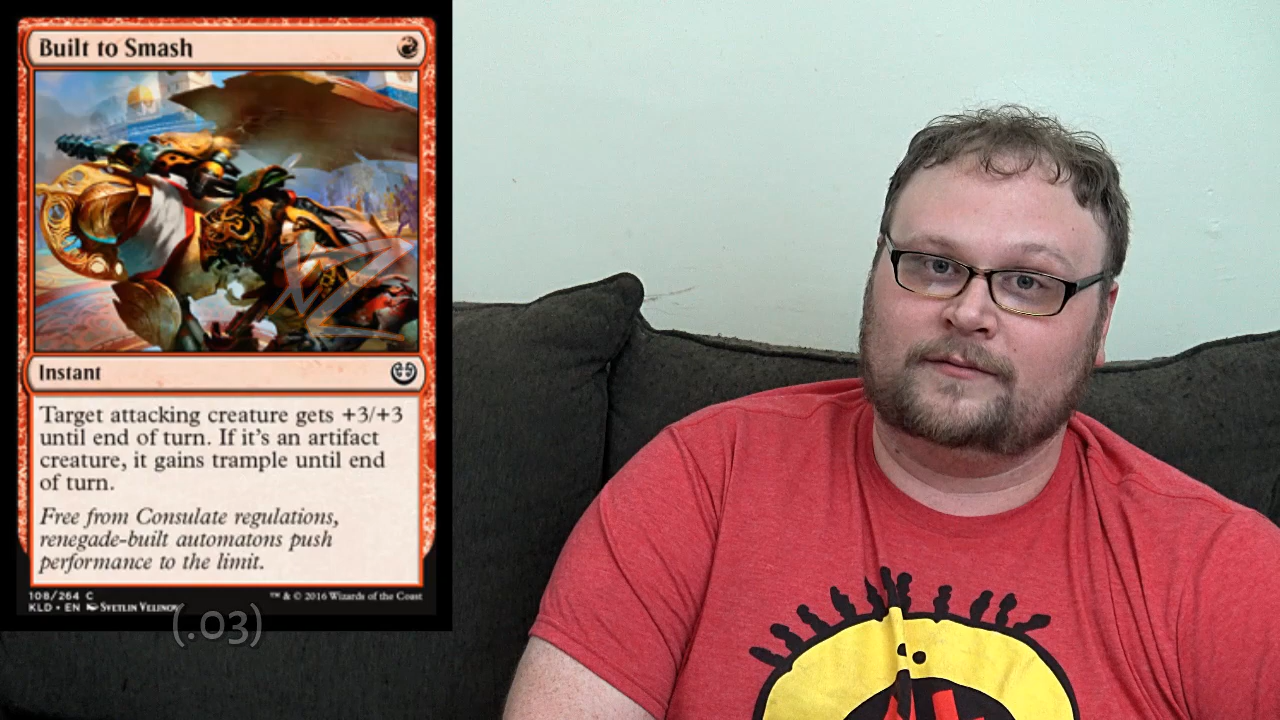 Built to Smash
Instant
Target attacking creature gets +3/+3
until end of turn. If it's an artifact
creature, it gains trample until end
of turn.
Free from Consulate regulations,
renegade-built automatons push
performance to the limit.
108/264 C
™ & © 2016 Wizards of the Coast
KLD • EN Svetlin Velinov
(.03)